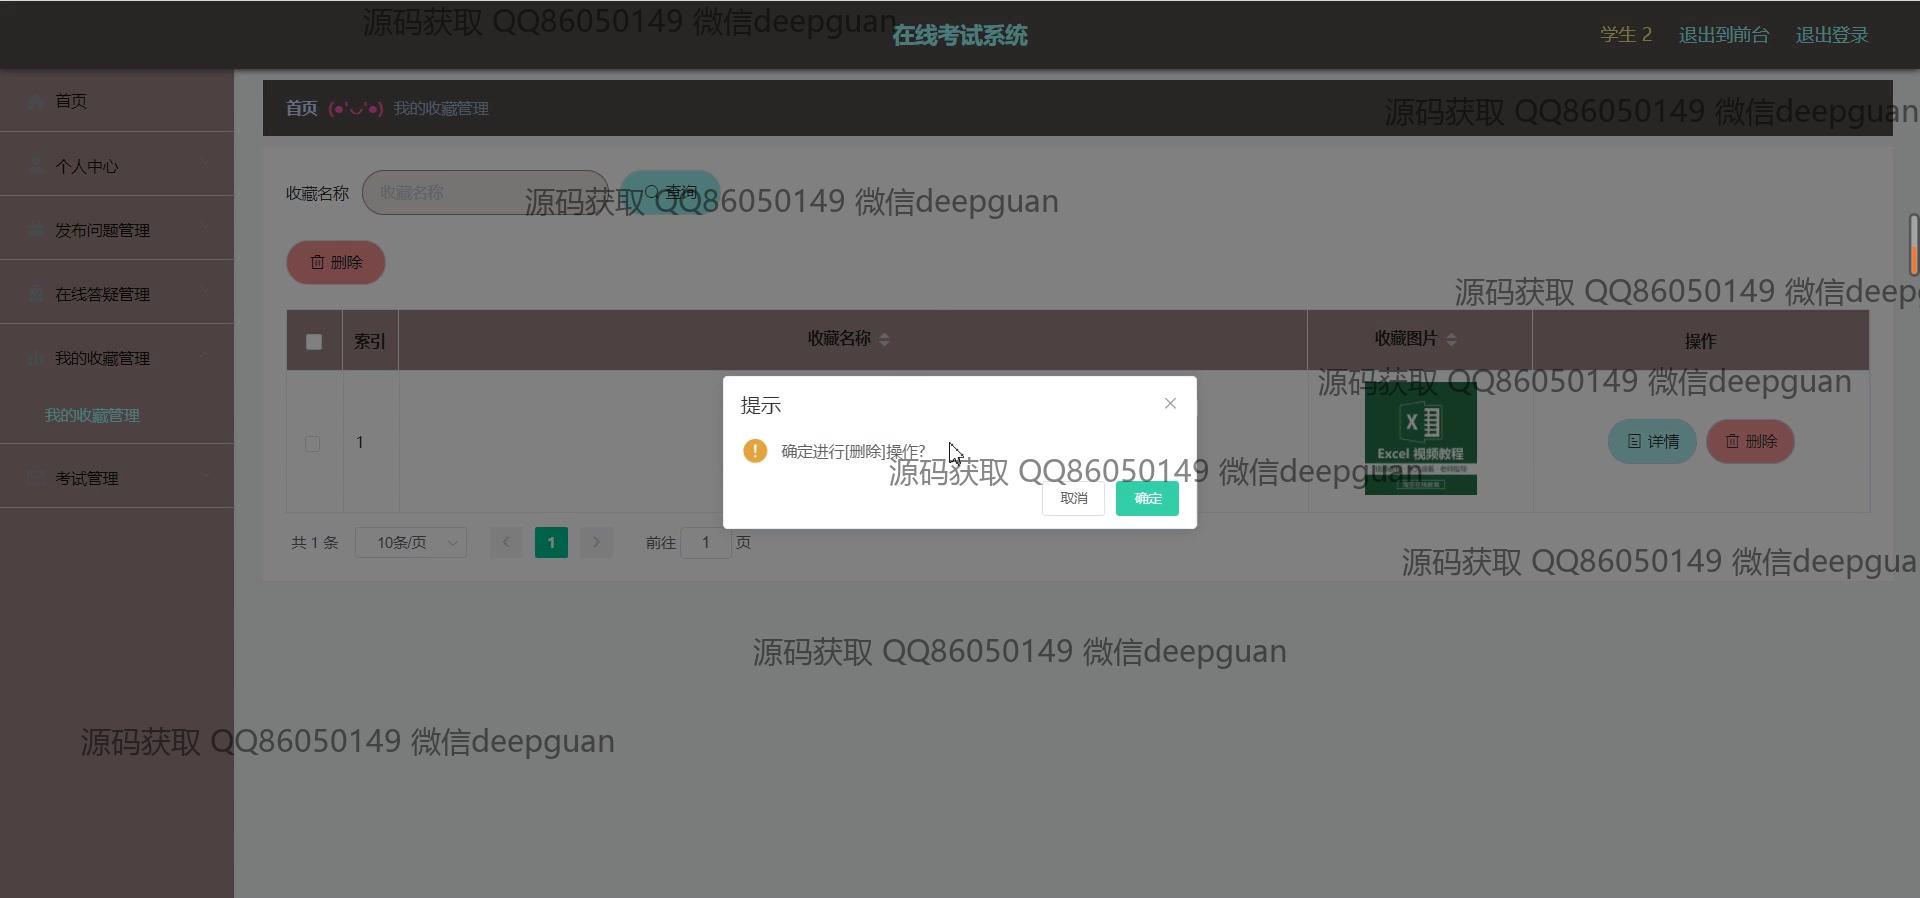 源码获取 QQ86050149 微信deepguan
在线考试系统
学生 2 退出到前台 退出登录
首页
个人中心
发布问题管理
在线答疑管理
我的收藏管理
我的收藏管理
考试管理
首页 (●'◡'●) 我的收藏管理
源码获取 QQ86050149 微信deepguan
收藏名称 收藏名称 查询
源码获取 QQ86050149 微信deepguan
删除
源码获取 QQ86050149 微信deep
索引 收藏名称 收藏图片 操作
源码获取 QQ86050149 微信deepguan
1
Excel 视频教程
详情 删除
提示
确定进行[删除]操作?
源码获取 QQ86050149 微信deepguan
取消 确定
共 1 条 10条/页 1 前往 1 页
源码获取 QQ86050149 微信deepgua
源码获取 QQ86050149 微信deepguan
源码获取 QQ86050149 微信deepguan